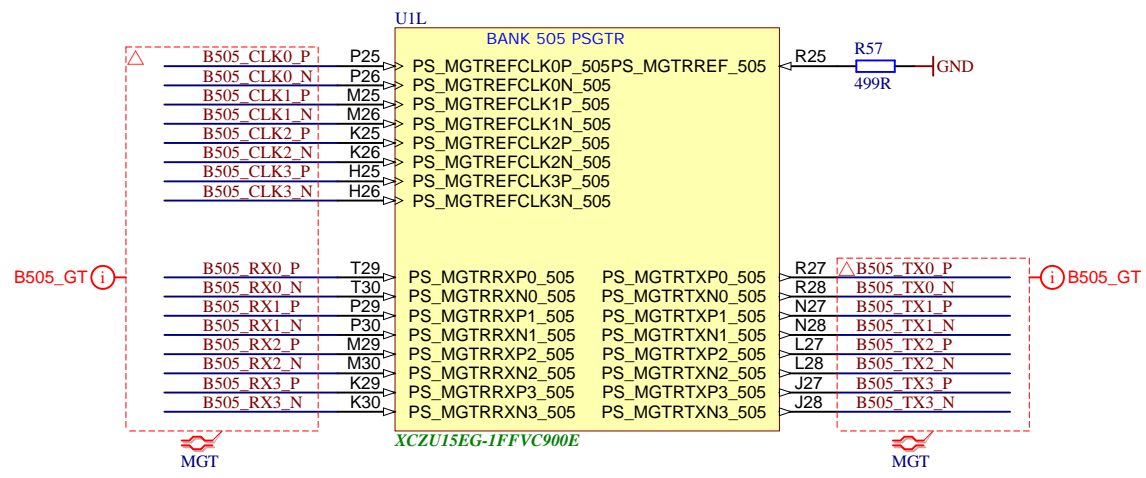 U1L
BANK 505 PSGTR
B505_CLK0_P P25 PS_MGTREFCLK0P_505 PS_MGTRREF_505 R25 R57 GND
499R
B505_CLK0_N P26 PS_MGTREFCLK0N_505
B505_CLK1_P M25 PS_MGTREFCLK1P_505
B505_CLK1_N M26 PS_MGTREFCLK1N_505
B505_CLK2_P K25 PS_MGTREFCLK2P_505
B505_CLK2_N K26 PS_MGTREFCLK2N_505
B505_CLK3_P H25 PS_MGTREFCLK3P_505
B505_CLK3_N H26 PS_MGTREFCLK3N_505
B505_GT i
B505_RX0_P T29 PS_MGTRRXP0_505 PS_MGTRTXP0_505 R27 B505_TX0_P
i B505_GT
B505_RX0_N T30 PS_MGTRRXN0_505 PS_MGTRTXN0_505 R28 B505_TX0_N
B505_RX1_P P29 PS_MGTRRXP1_505 PS_MGTRTXP1_505 N27 B505_TX1_P
B505_RX1_N P30 PS_MGTRRXN1_505 PS_MGTRTXN1_505 N28 B505_TX1_N
B505_RX2_P M29 PS_MGTRRXP2_505 PS_MGTRTXP2_505 L27 B505_TX2_P
B505_RX2_N M30 PS_MGTRRXN2_505 PS_MGTRTXN2_505 L28 B505_TX2_N
B505_RX3_P K29 PS_MGTRRXP3_505 PS_MGTRTXP3_505 J27 B505_TX3_P
B505_RX3_N K30 PS_MGTRRXN3_505 PS_MGTRTXN3_505 J28 B505_TX3_N
XCZU15EG-1FFVC900E
MGT
MGT